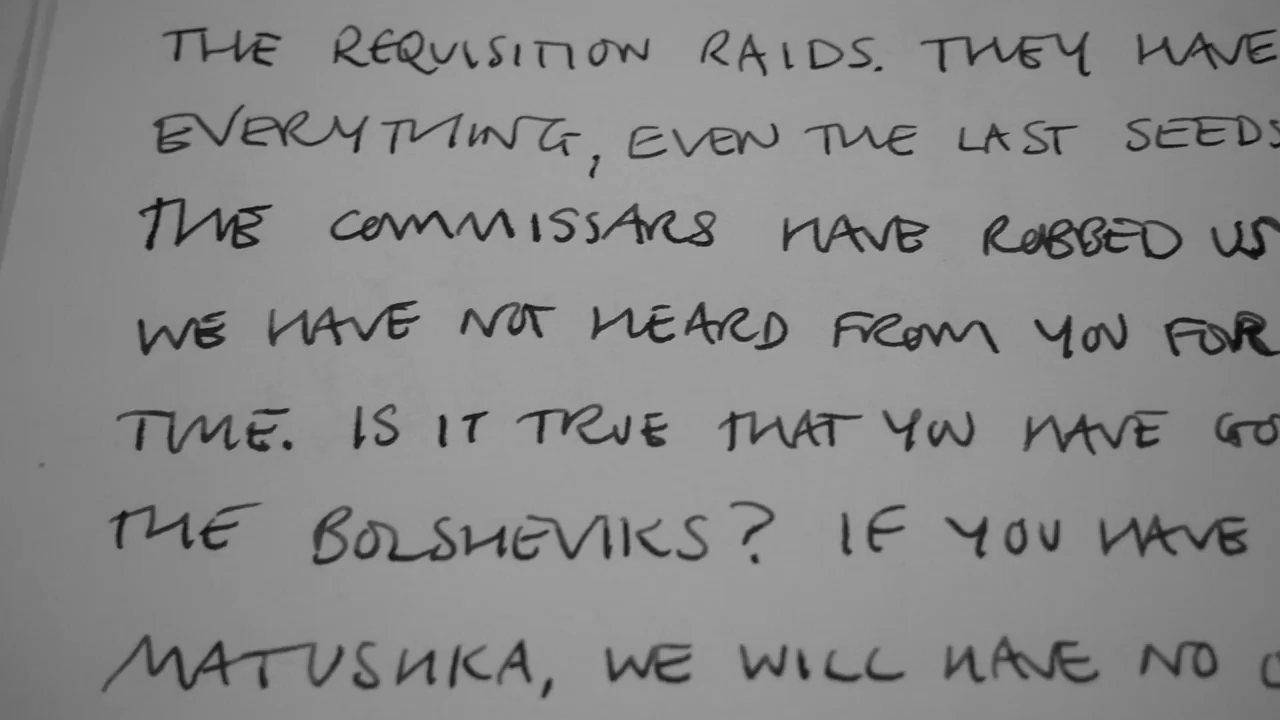 THE REQUISITION RAIDS. THEY HAVE
EVERYTHING, EVEN THE LAST SEEDS
THE COMMISSARS HAVE ROBBED US
WE HAVE NOT HEARD FROM YOU FOR
TIME. IS IT TRUE THAT YOU HAVE GO
THE BOLSHEVIKS? IF YOU HAVE
MATUSHKA, WE WILL HAVE NO